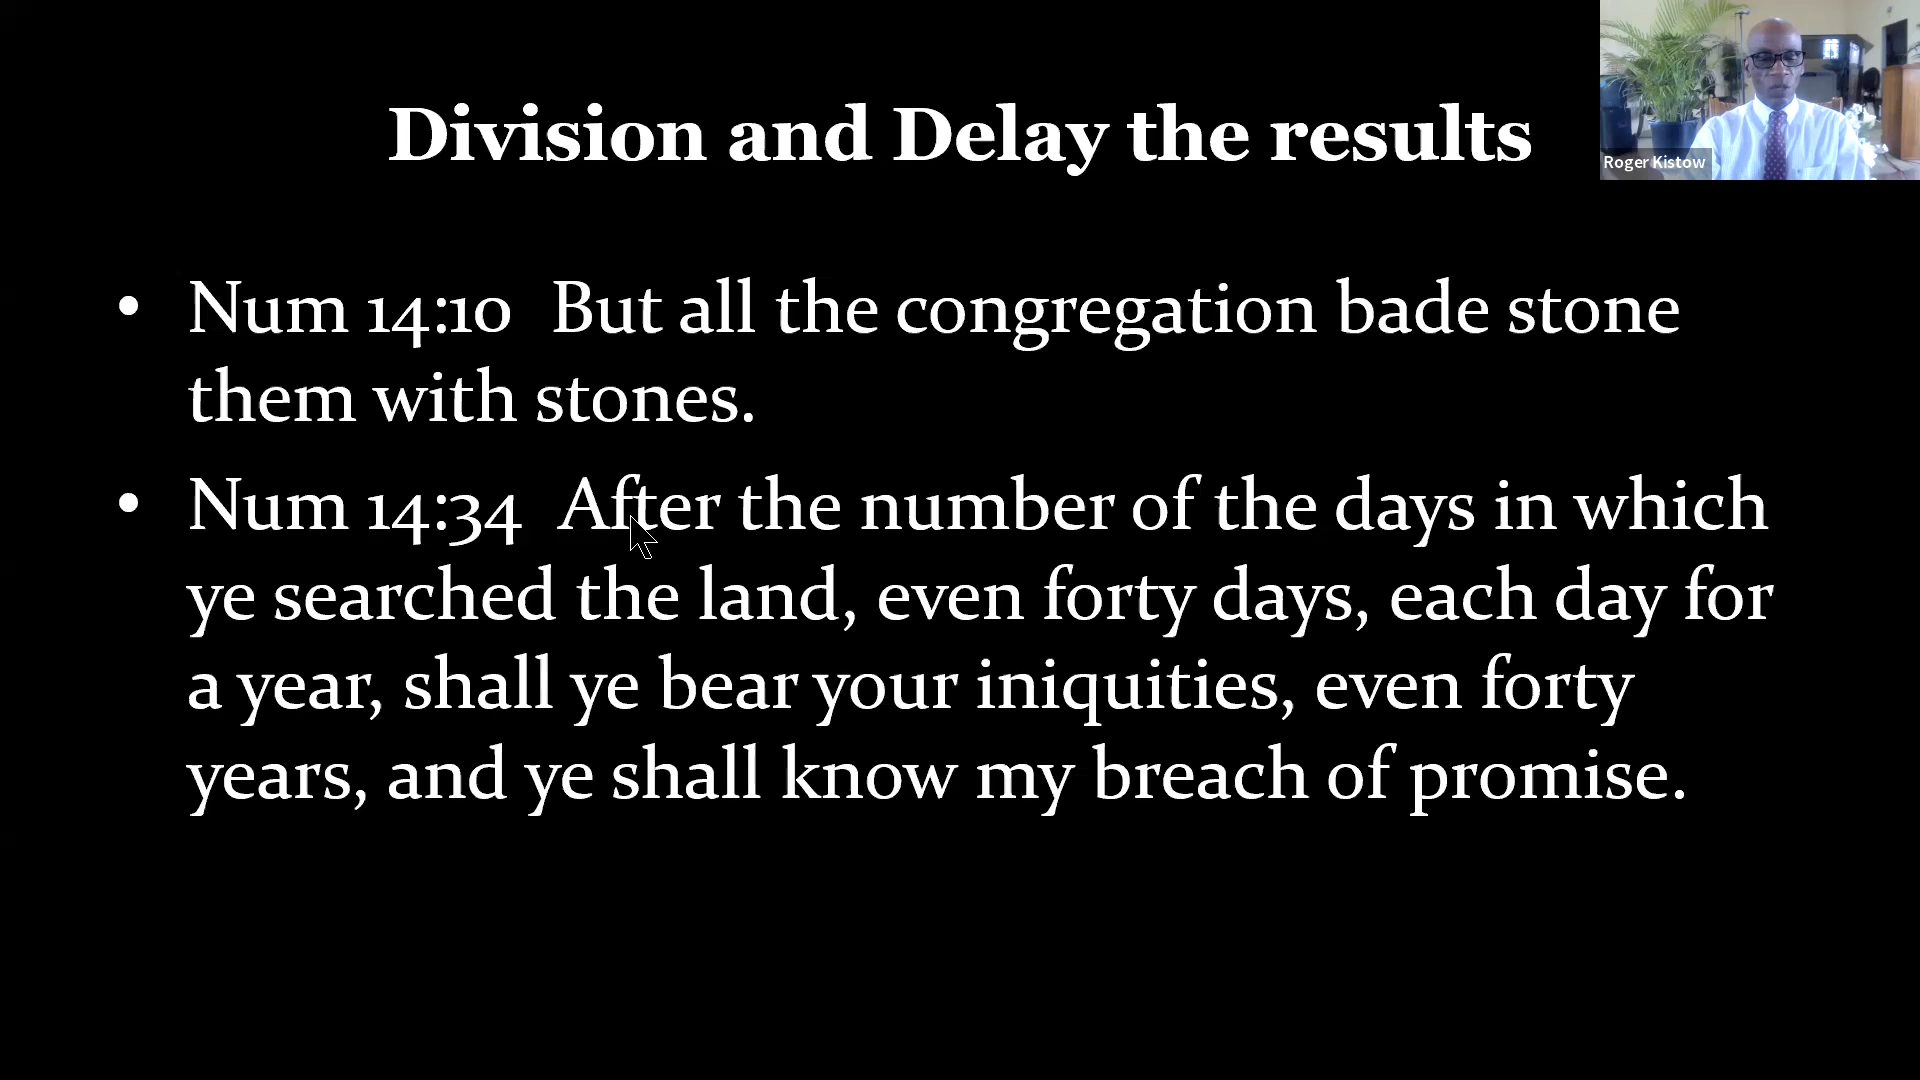 Division and Delay the results
Roger Kistow
• Num 14:10 But all the congregation bade stone
them with stones.
• Num 14:34 After the number of the days in which
ye searched the land, even forty days, each day for
a year, shall ye bear your iniquities, even forty
years, and ye shall know my breach of promise.